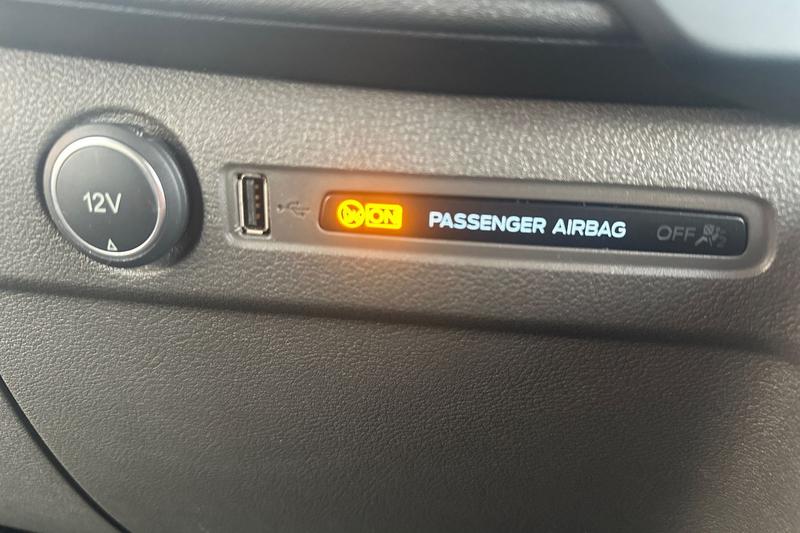 12V
ON PASSENGER AIRBAG OFF